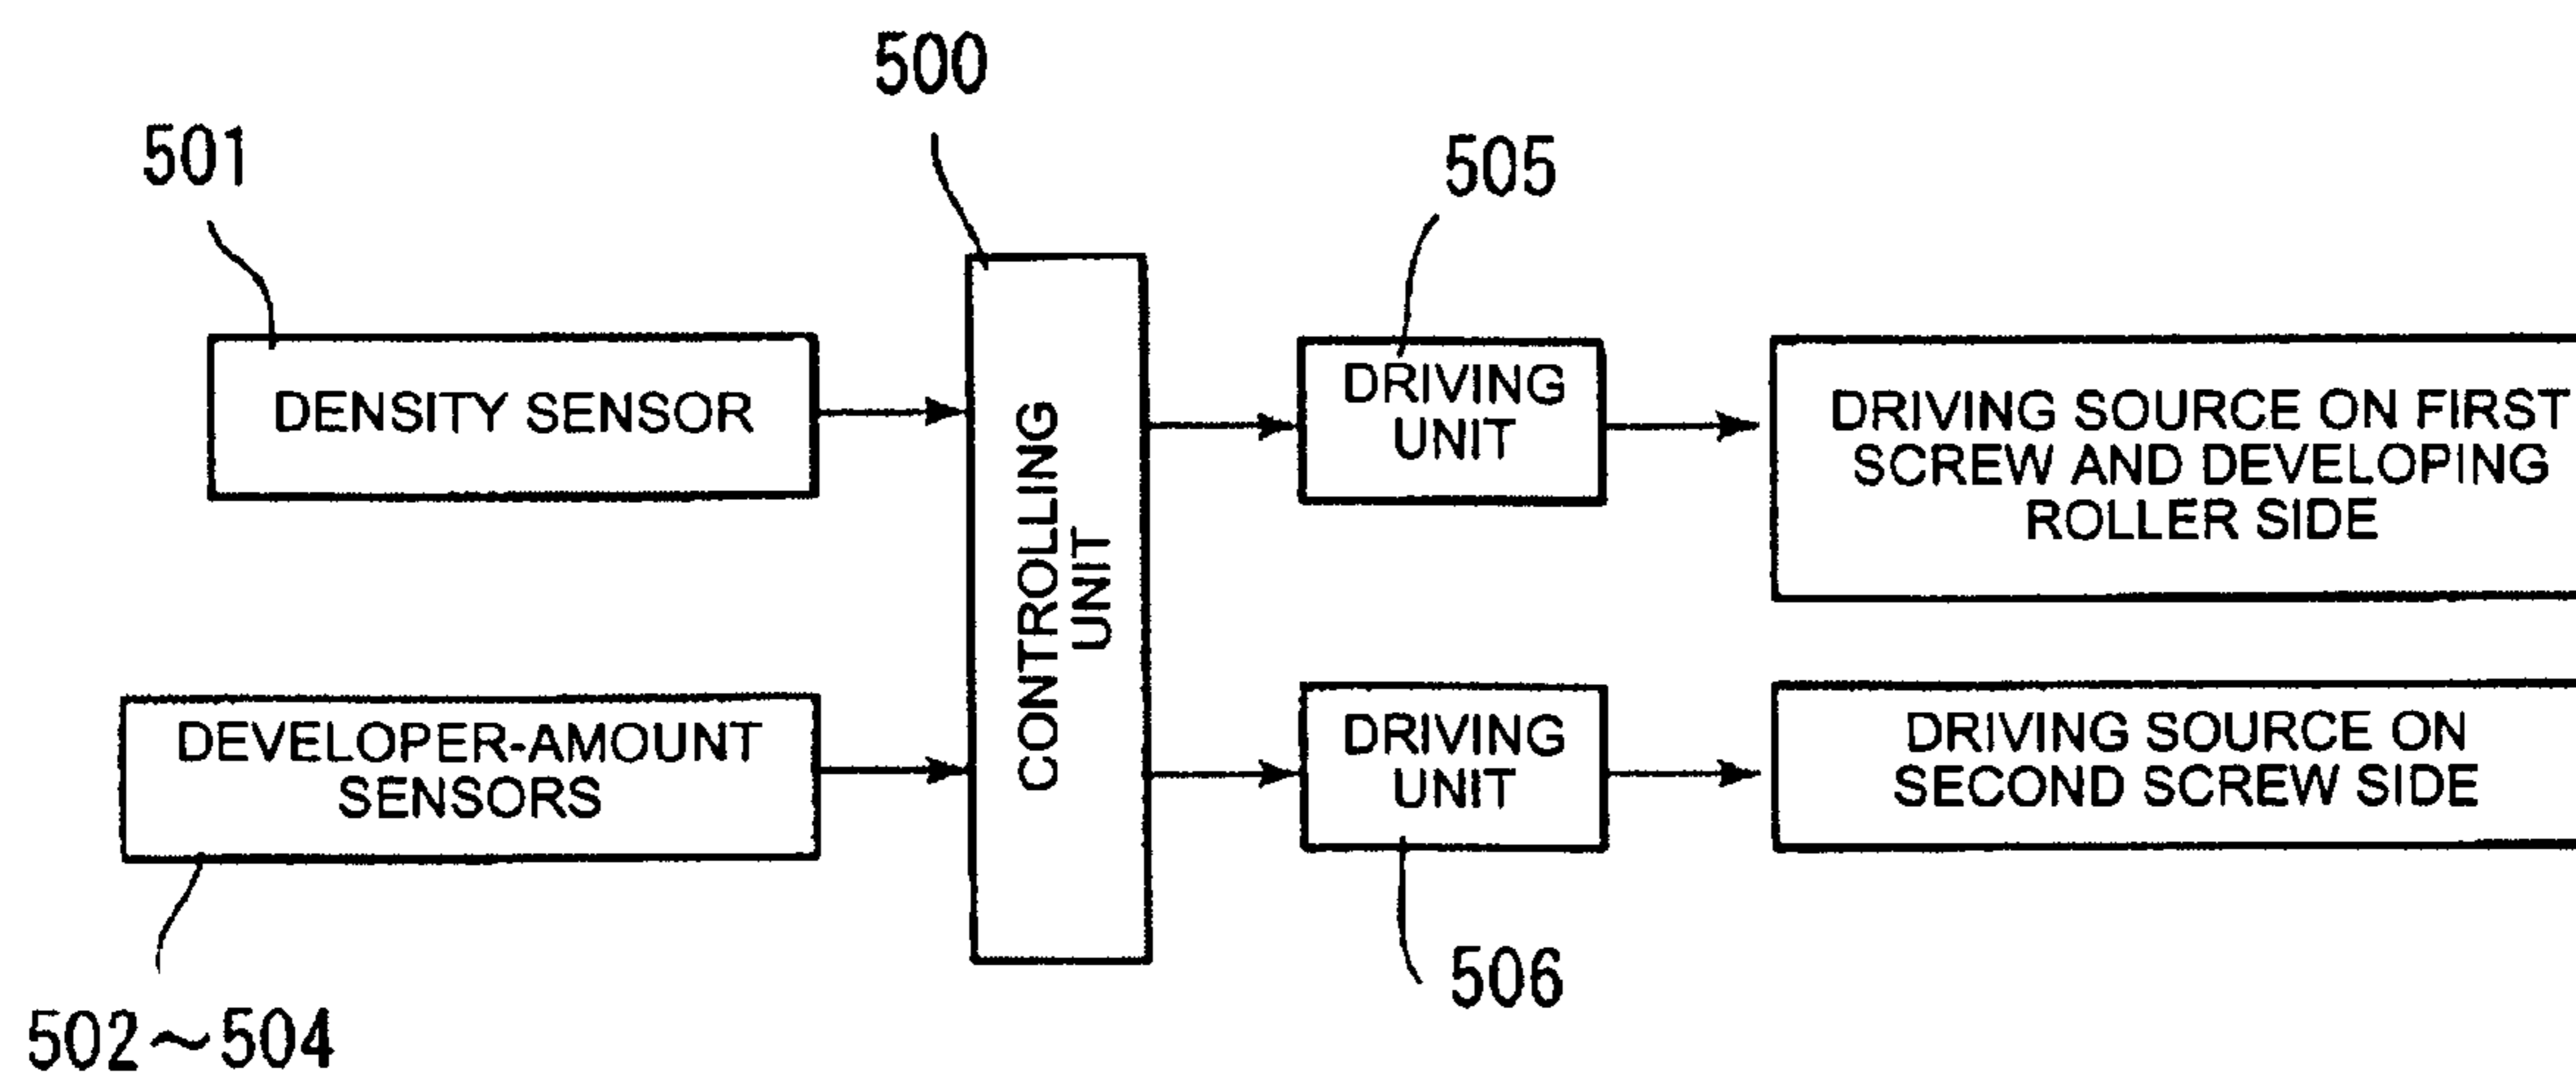 500
501
505
DENSITY SENSOR
CONTROLLING
UNIT
DRIVING
UNIT
DRIVING SOURCE ON FIRST
SCREW AND DEVELOPING
ROLLER SIDE
DEVELOPER-AMOUNT
SENSORS
DRIVING
UNIT
DRIVING SOURCE ON
SECOND SCREW SIDE
506
502～504